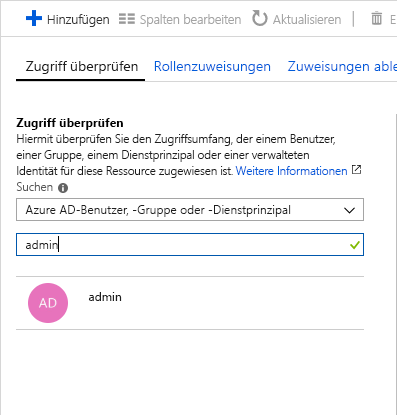 Hinzufügen Spalten bearbeiten Aktualisieren E
Zugriff überprüfen Rollenzuweisungen Zuweisungen able
Zugriff überprüfen
Hiermit überprüfen Sie den Zugriffsumfang, der einem Benutzer,
einer Gruppe, einem Dienstprinzipal oder einer verwalteten
Identität für diese Ressource zugewiesen ist. Weitere Informationen
Suchen
Azure AD-Benutzer, -Gruppe oder -Dienstprinzipal
admin
AD admin